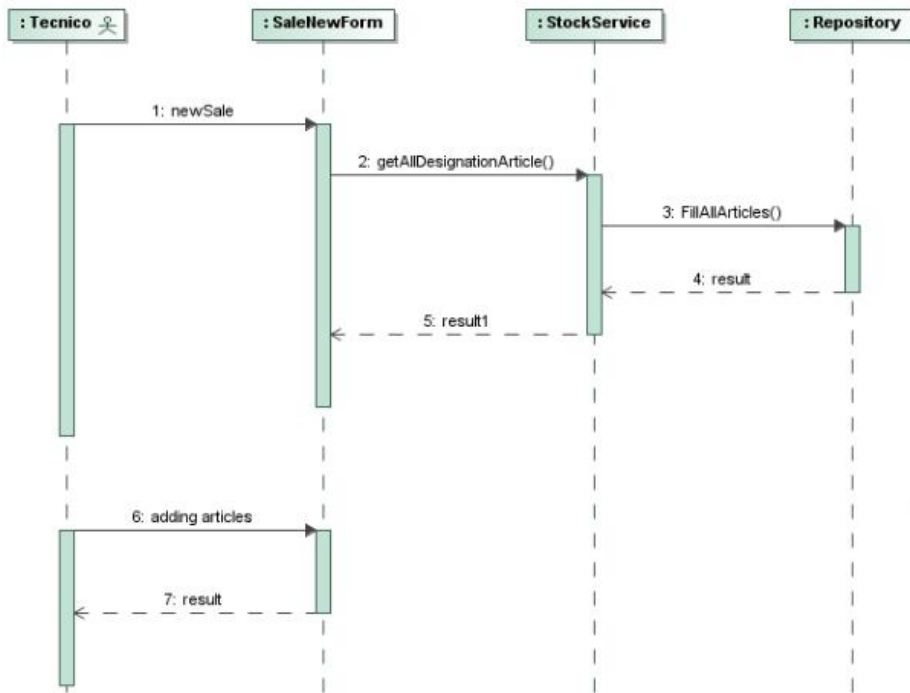 : Tecnico
: SaleNewForm
: StockService
: Repository
1: newSale
2: getAllDesignationArticle()
3: FillAllArticles()
4: result
5: result1
6: adding articles
7: result